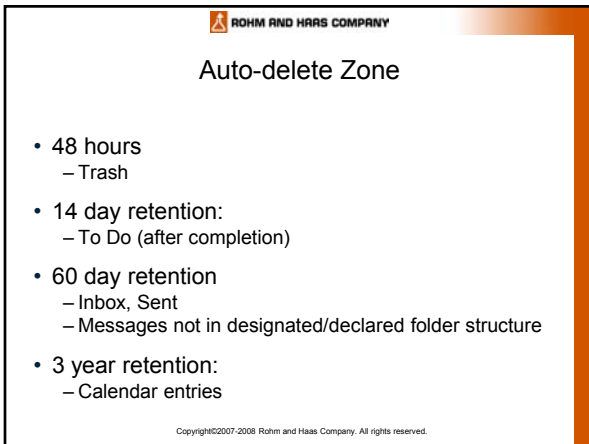 ROHM AND HAAS COMPANY
Auto-delete Zone
• 48 hours
– Trash
• 14 day retention:
– To Do (after completion)
• 60 day retention
– Inbox, Sent
– Messages not in designated/declared folder structure
• 3 year retention:
– Calendar entries
Copyright©2007-2008 Rohm and Haas Company. All rights reserved.